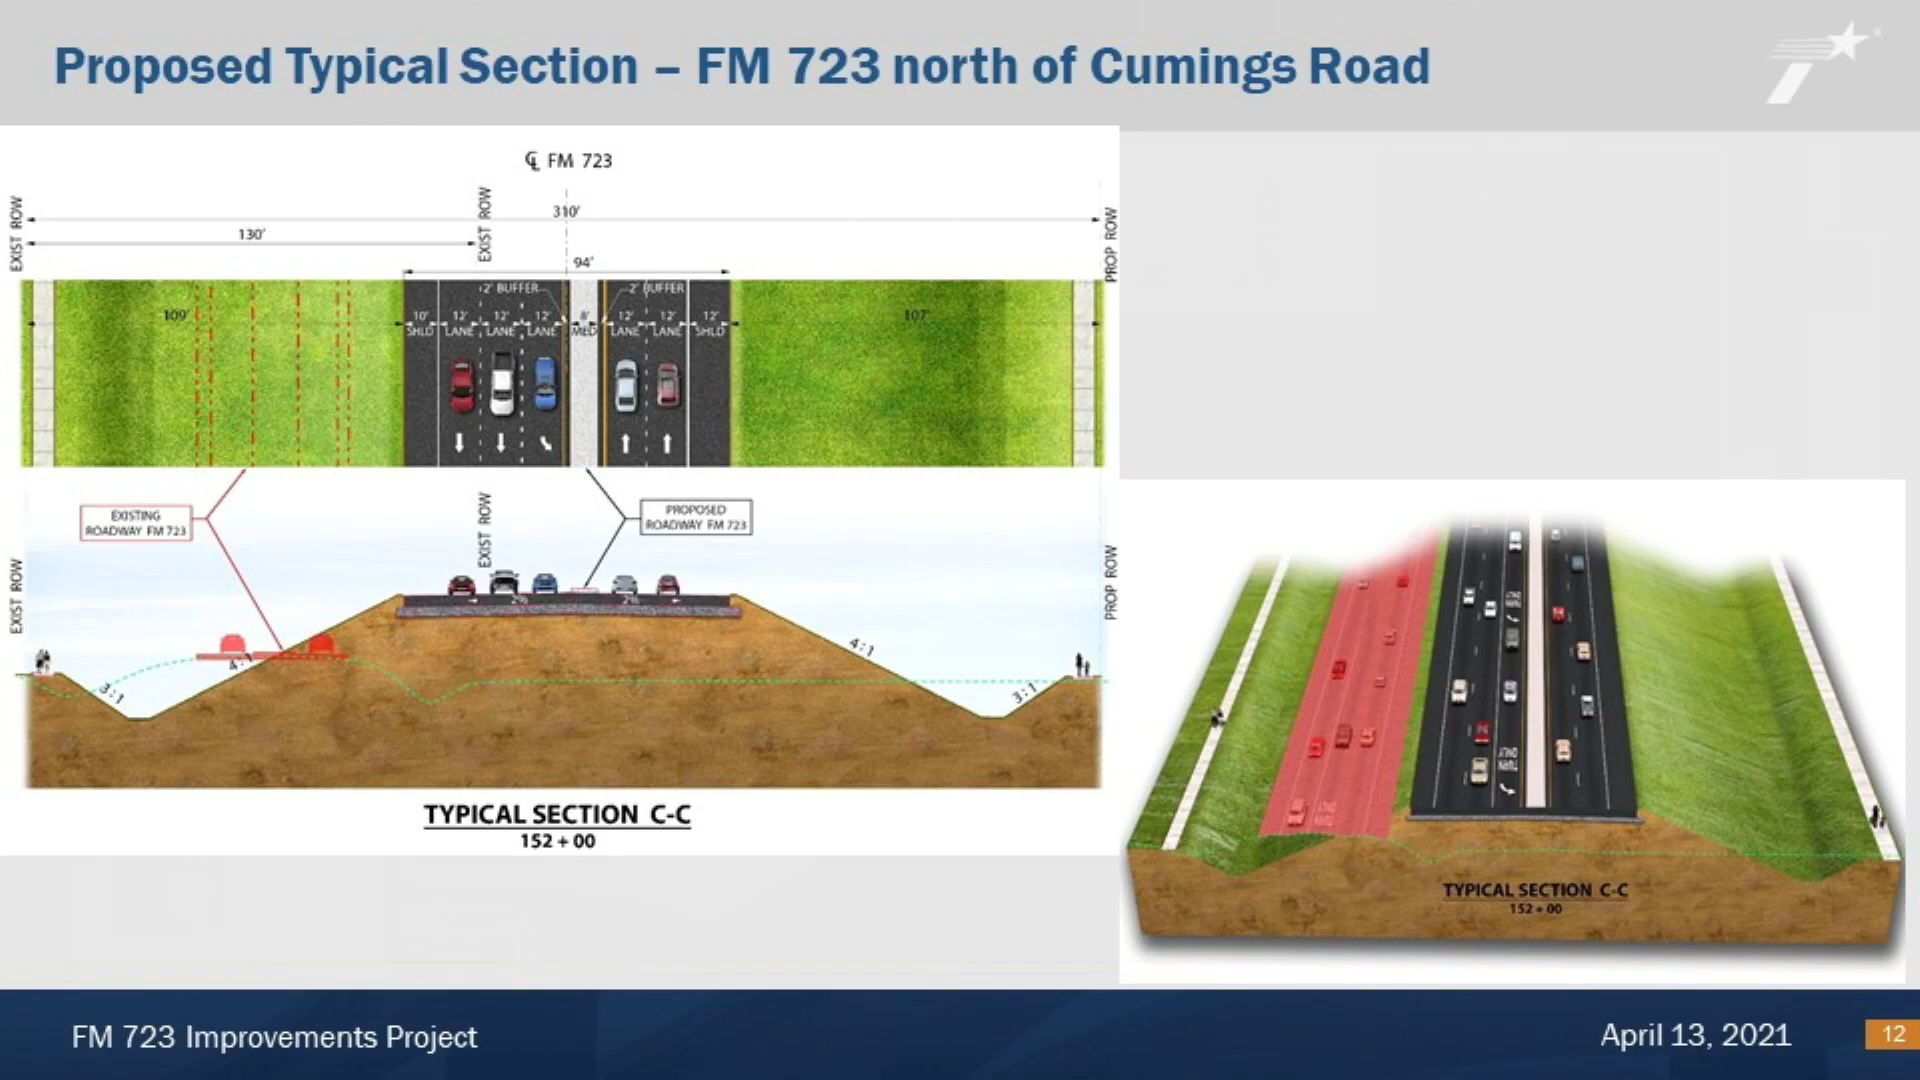 Proposed Typical Section – FM 723 north of Cumings Road
℄ FM 723
EXIST ROW
EXIST ROW
PROP ROW
310'
130'
94'
2' BUFFER
2' BUFFER
109'
10' SHLD
12' LANE
12' LANE
12' LANE
8' MED
12' LANE
12' LANE
12' SHLD
107'
EXISTING
ROADWAY FM 723
EXIST ROW
PROPOSED
ROADWAY FM 723
EXIST ROW
PROP ROW
2%
2%
4:1
4:1
3:1
3:1
TYPICAL SECTION C-C
152 + 00
ONLY
TURN
TYPICAL SECTION C-C
152 + 00
FM 723 Improvements Project
April 13, 2021
12